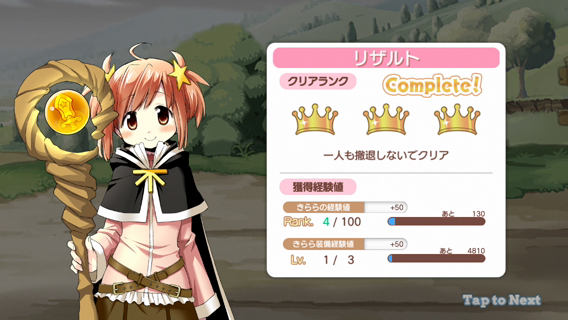 リザルト
クリアランク Complete!
一人も撤退しないでクリア
獲得経験値
きららの経験値 +50
Rank. 4 / 100 あと 130
きらら装備経験値 +50
Lv. 1 / 3 あと 4810
Tap to Next